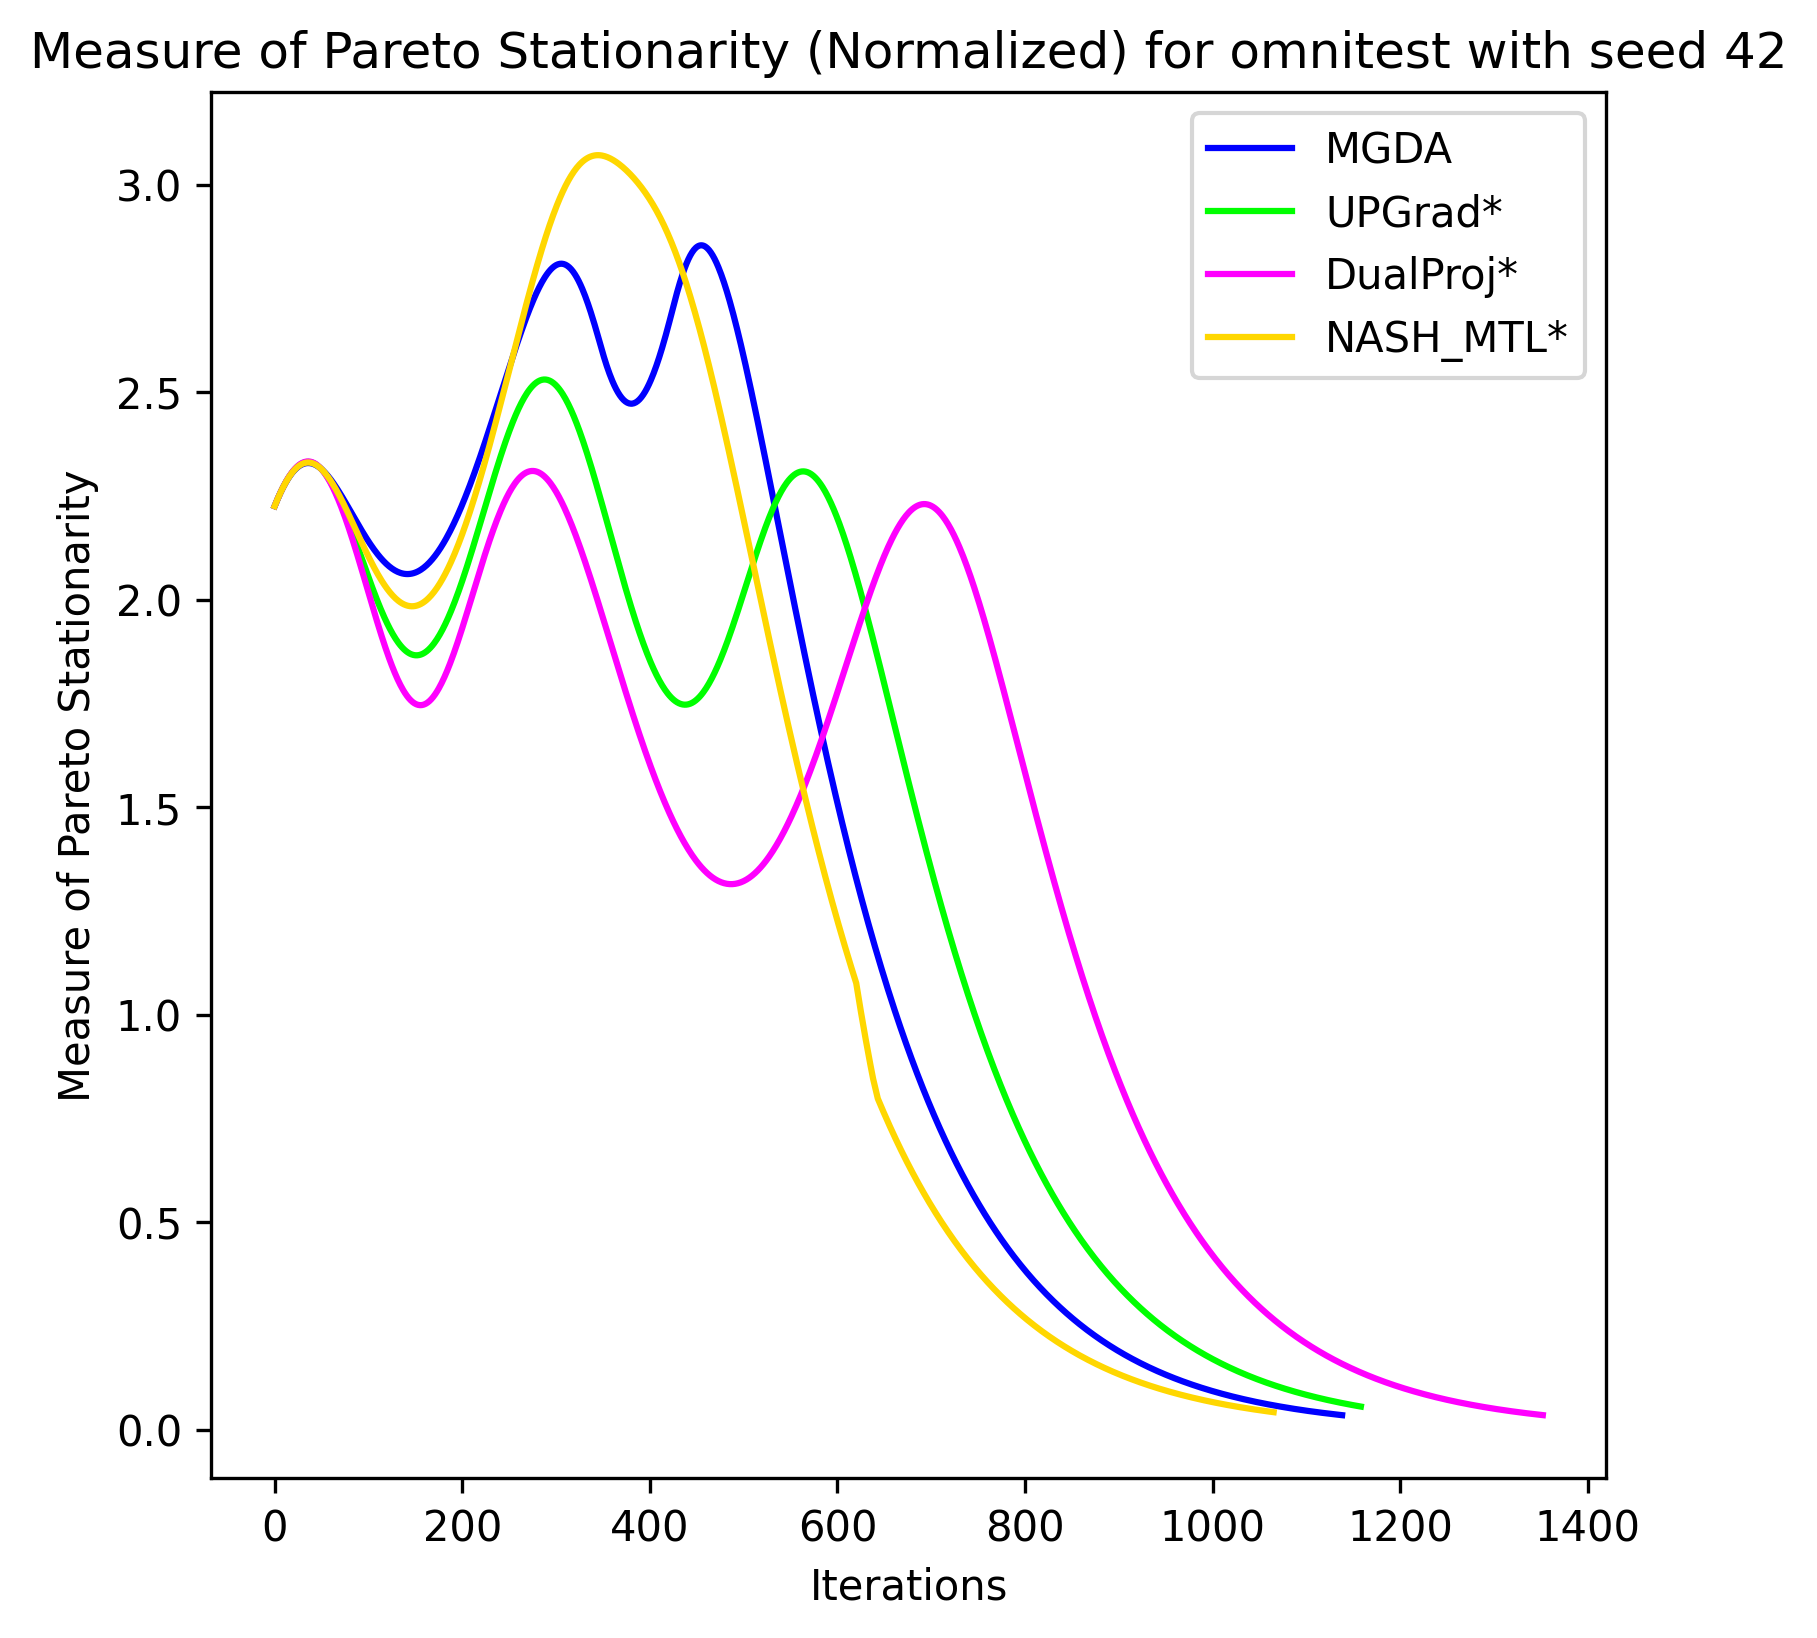 Measure of Pareto Stationarity (Normalized) for omnitest with seed 42
MGDA
UPGrad*
DualProj*
NASH_MTL*
Measure of Pareto Stationarity
3.0
2.5
2.0
1.5
1.0
0.5
0.0
0 200 400 600 800 1000 1200 1400
Iterations